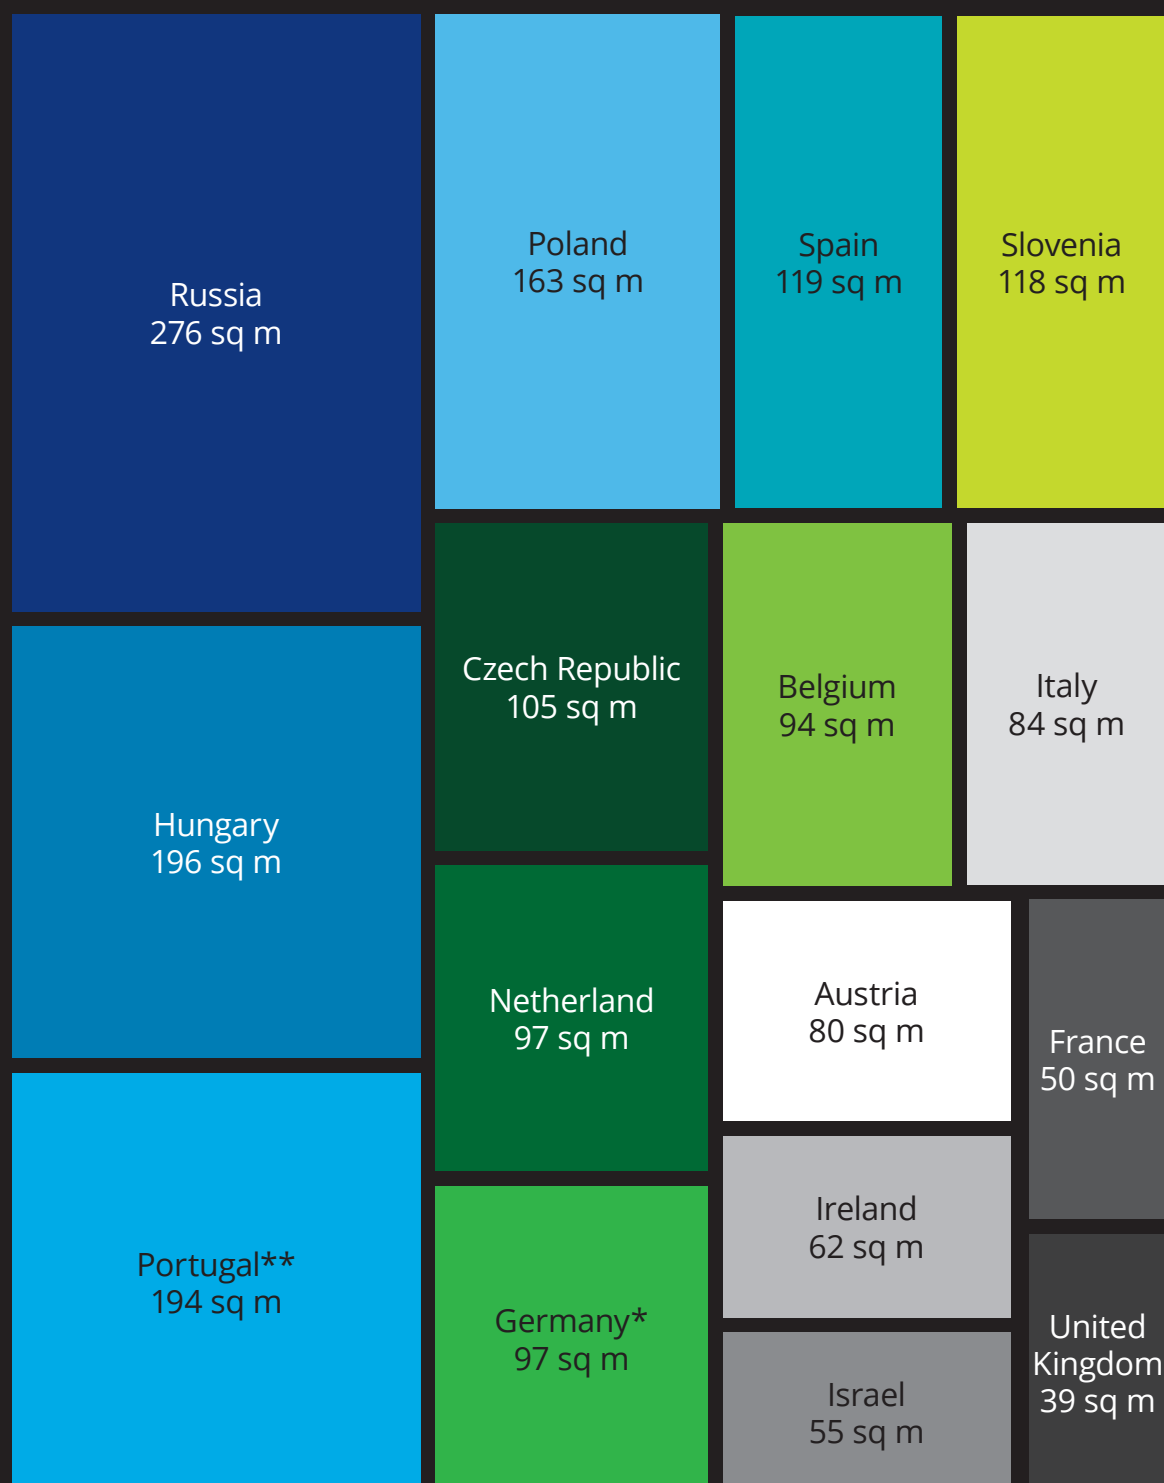 Russia
276 sq m
Poland
163 sq m
Spain
119 sq m
Slovenia
118 sq m
Hungary
196 sq m
Czech Republic
105 sq m
Belgium
94 sq m
Italy
84 sq m
Netherland
97 sq m
Austria
80 sq m
France
50 sq m
Portugal**
194 sq m
Germany*
97 sq m
Ireland
62 sq m
Israel
55 sq m
United
Kingdom
39 sq m